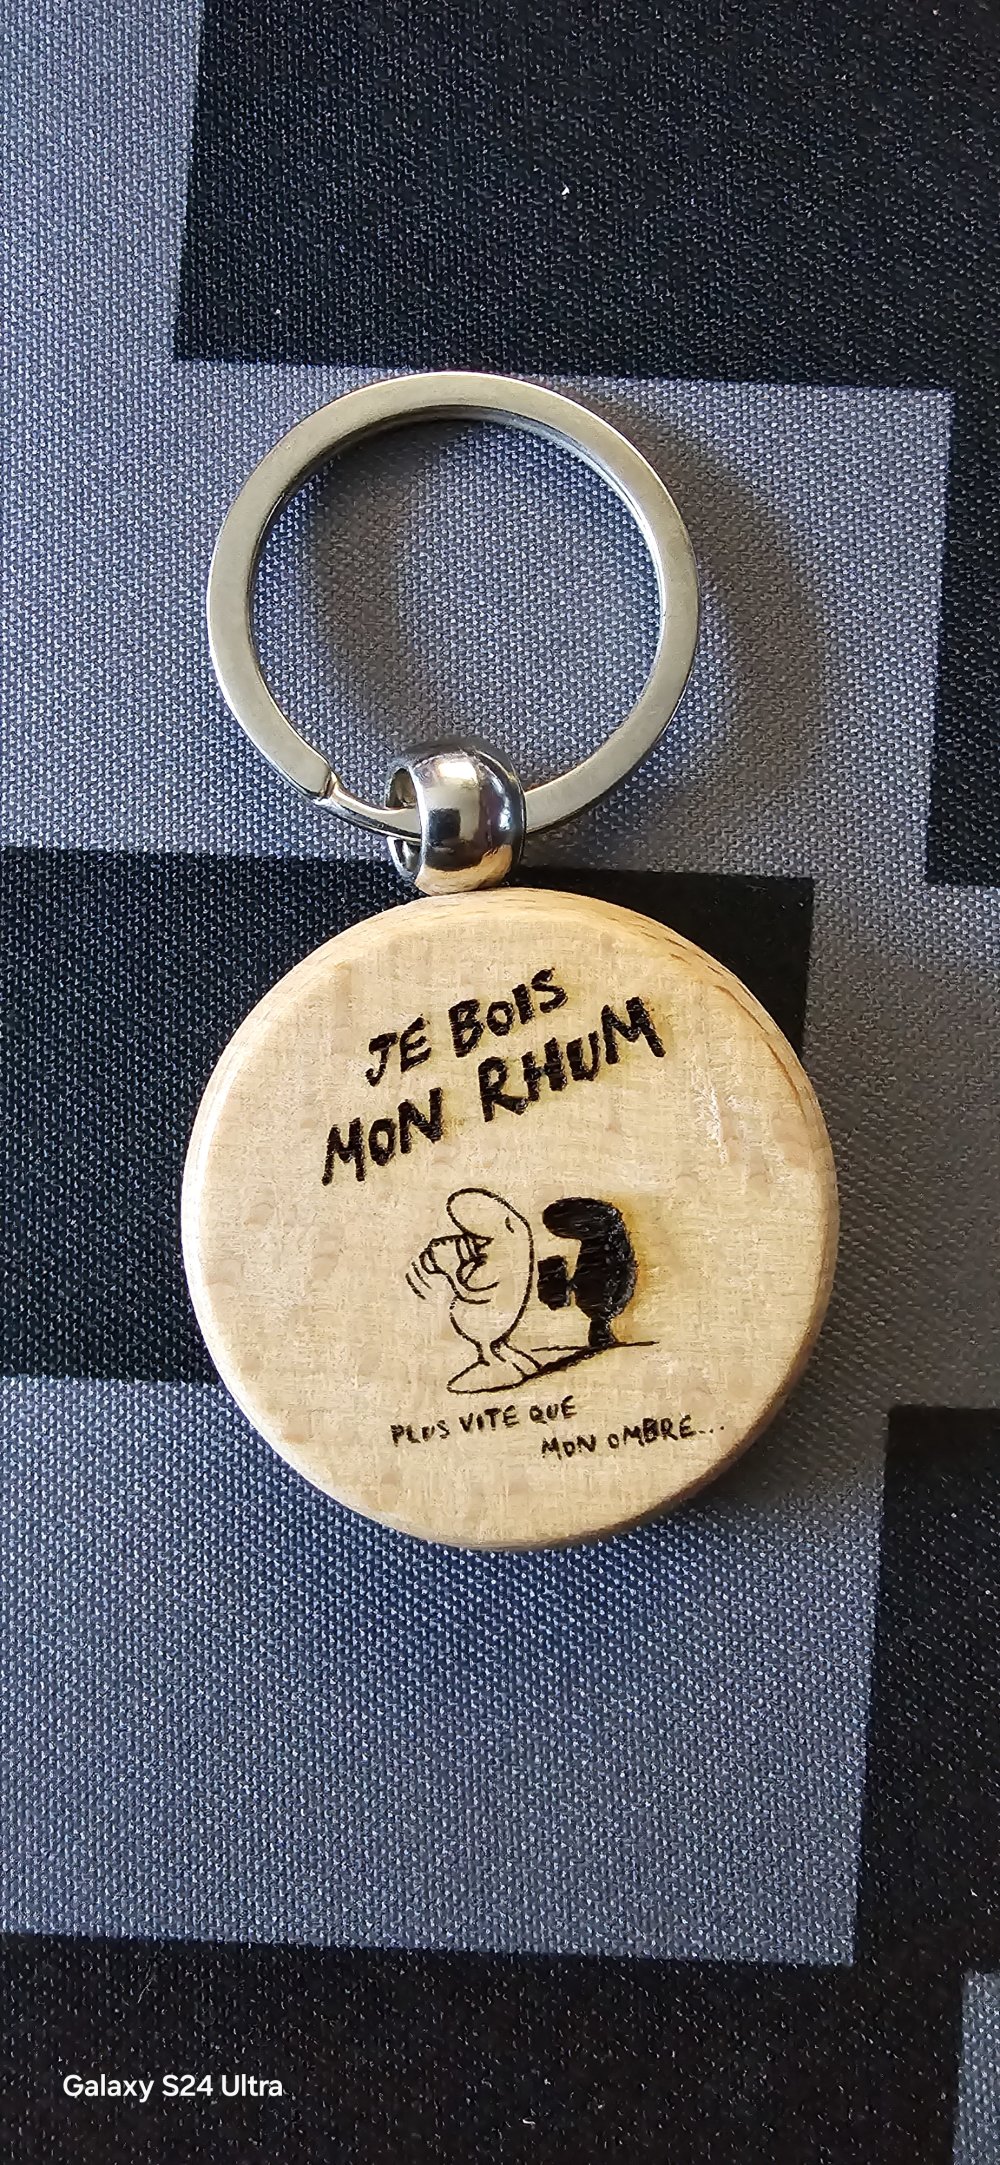 JE BOIS
MON RHUM
PLUS VITE QUE
MON OMBRE...
Galaxy S24 Ultra